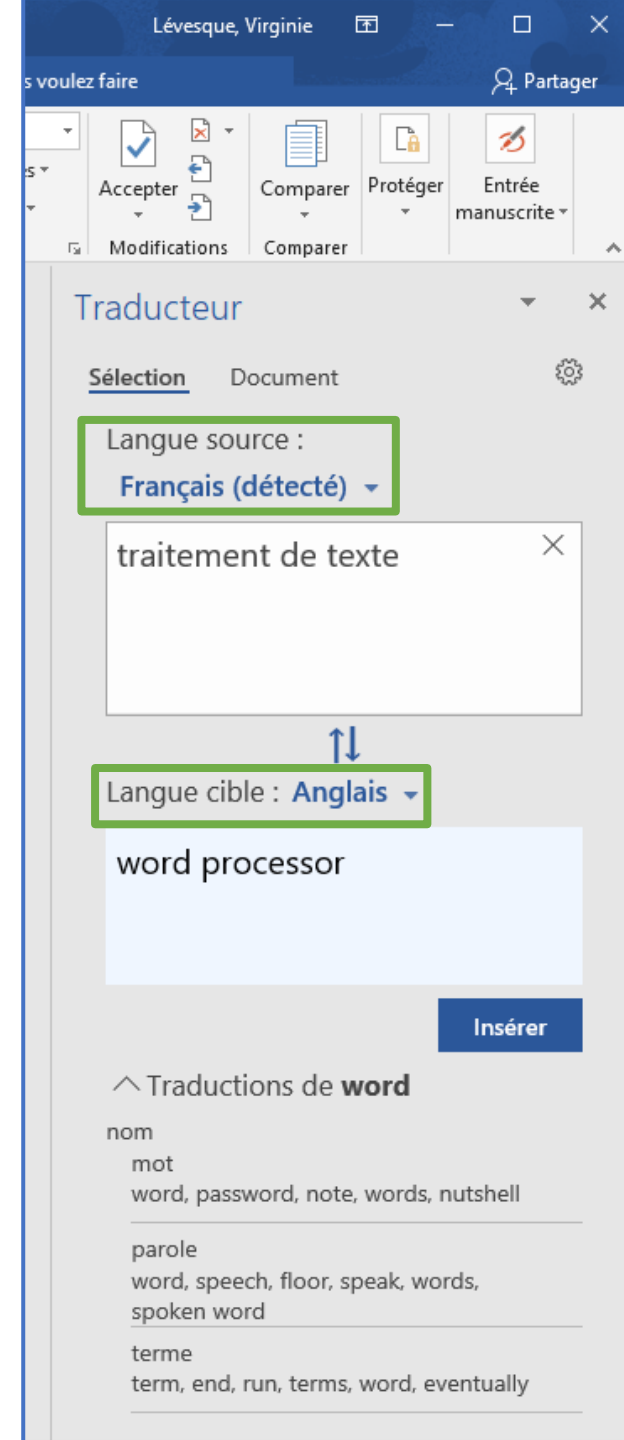 Lévesque, Virginie
s voulez faire
Partager
Accepter
Comparer
Protéger
Entrée
manuscrite
Modifications
Comparer
Traducteur
Sélection Document
Langue source :
Français (détecté)
traitement de texte
Langue cible : Anglais
word processor
Insérer
Traductions de word
nom
mot
word, password, note, words, nutshell
parole
word, speech, floor, speak, words,
spoken word
terme
term, end, run, terms, word, eventually